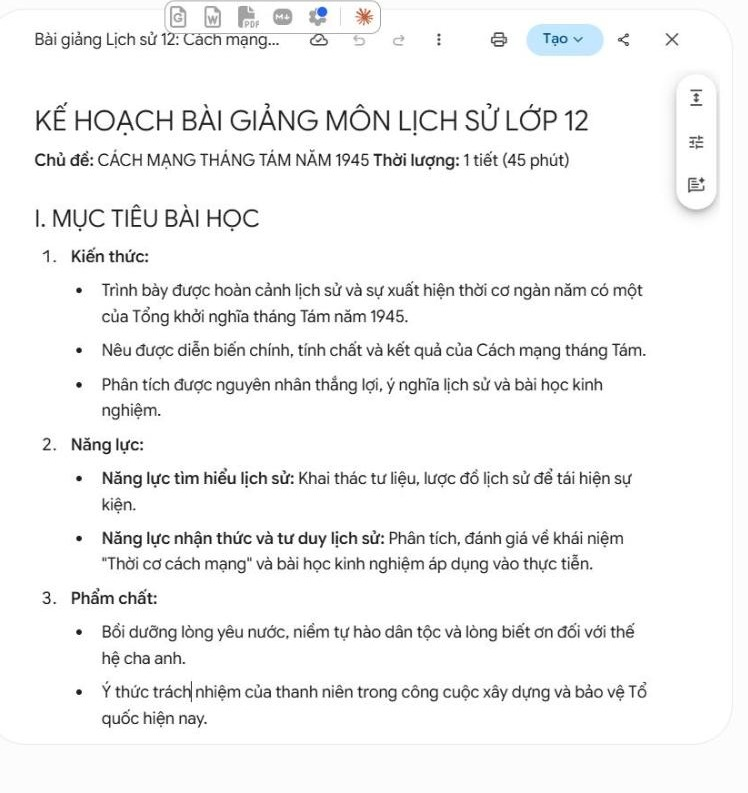 G W PDF M↓
Bài giảng Lịch sử 12: Cách mạng...
Tạo
KẾ HOẠCH BÀI GIẢNG MÔN LỊCH SỬ LỚP 12
Chủ đề: CÁCH MẠNG THÁNG TÁM NĂM 1945 Thời lượng: 1 tiết (45 phút)
I. MỤC TIÊU BÀI HỌC
1. Kiến thức:
• Trình bày được hoàn cảnh lịch sử và sự xuất hiện thời cơ ngàn năm có một
của Tổng khởi nghĩa tháng Tám năm 1945.
• Nêu được diễn biến chính, tính chất và kết quả của Cách mạng tháng Tám.
• Phân tích được nguyên nhân thắng lợi, ý nghĩa lịch sử và bài học kinh
nghiệm.
2. Năng lực:
• Năng lực tìm hiểu lịch sử: Khai thác tư liệu, lược đồ lịch sử để tái hiện sự
kiện.
• Năng lực nhận thức và tư duy lịch sử: Phân tích, đánh giá về khái niệm
"Thời cơ cách mạng" và bài học kinh nghiệm áp dụng vào thực tiễn.
3. Phẩm chất:
• Bồi dưỡng lòng yêu nước, niềm tự hào dân tộc và lòng biết ơn đối với thế
hệ cha anh.
• Ý thức trách nhiệm của thanh niên trong công cuộc xây dựng và bảo vệ Tổ
quốc hiện nay.